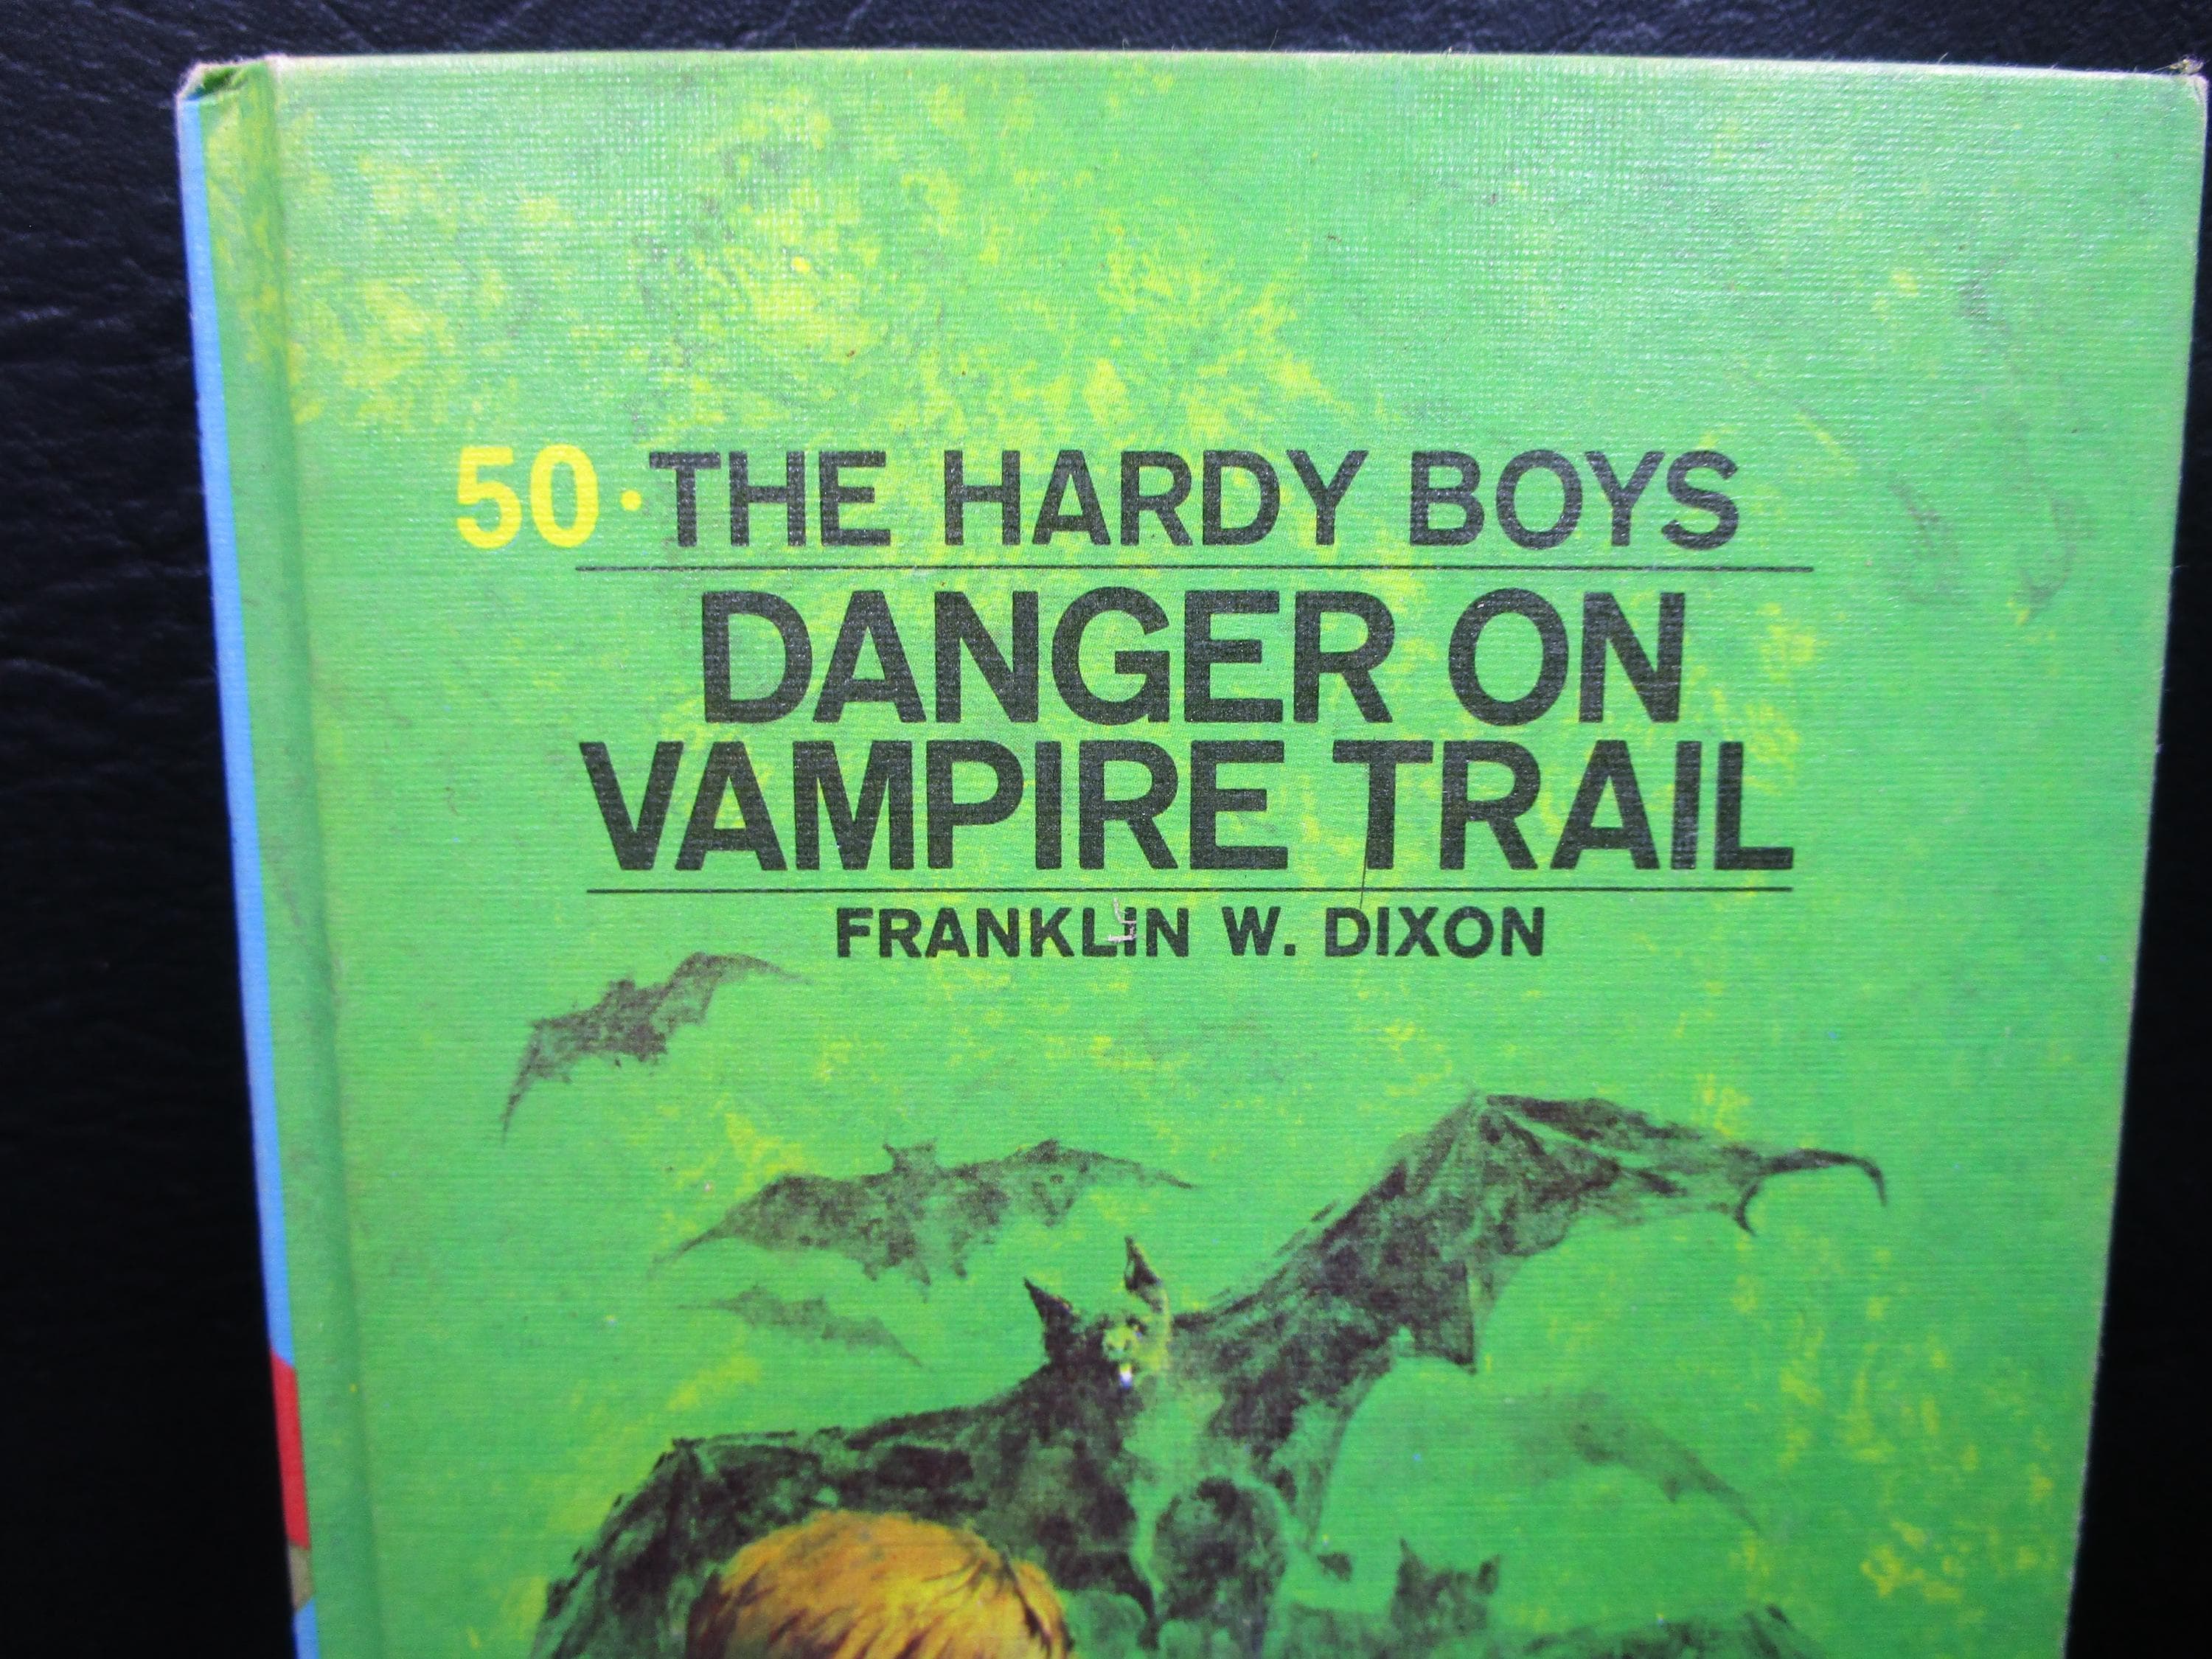 50 • THE HARDY BOYS
DANGER ON
VAMPIRE TRAIL
FRANKLIN W. DIXON